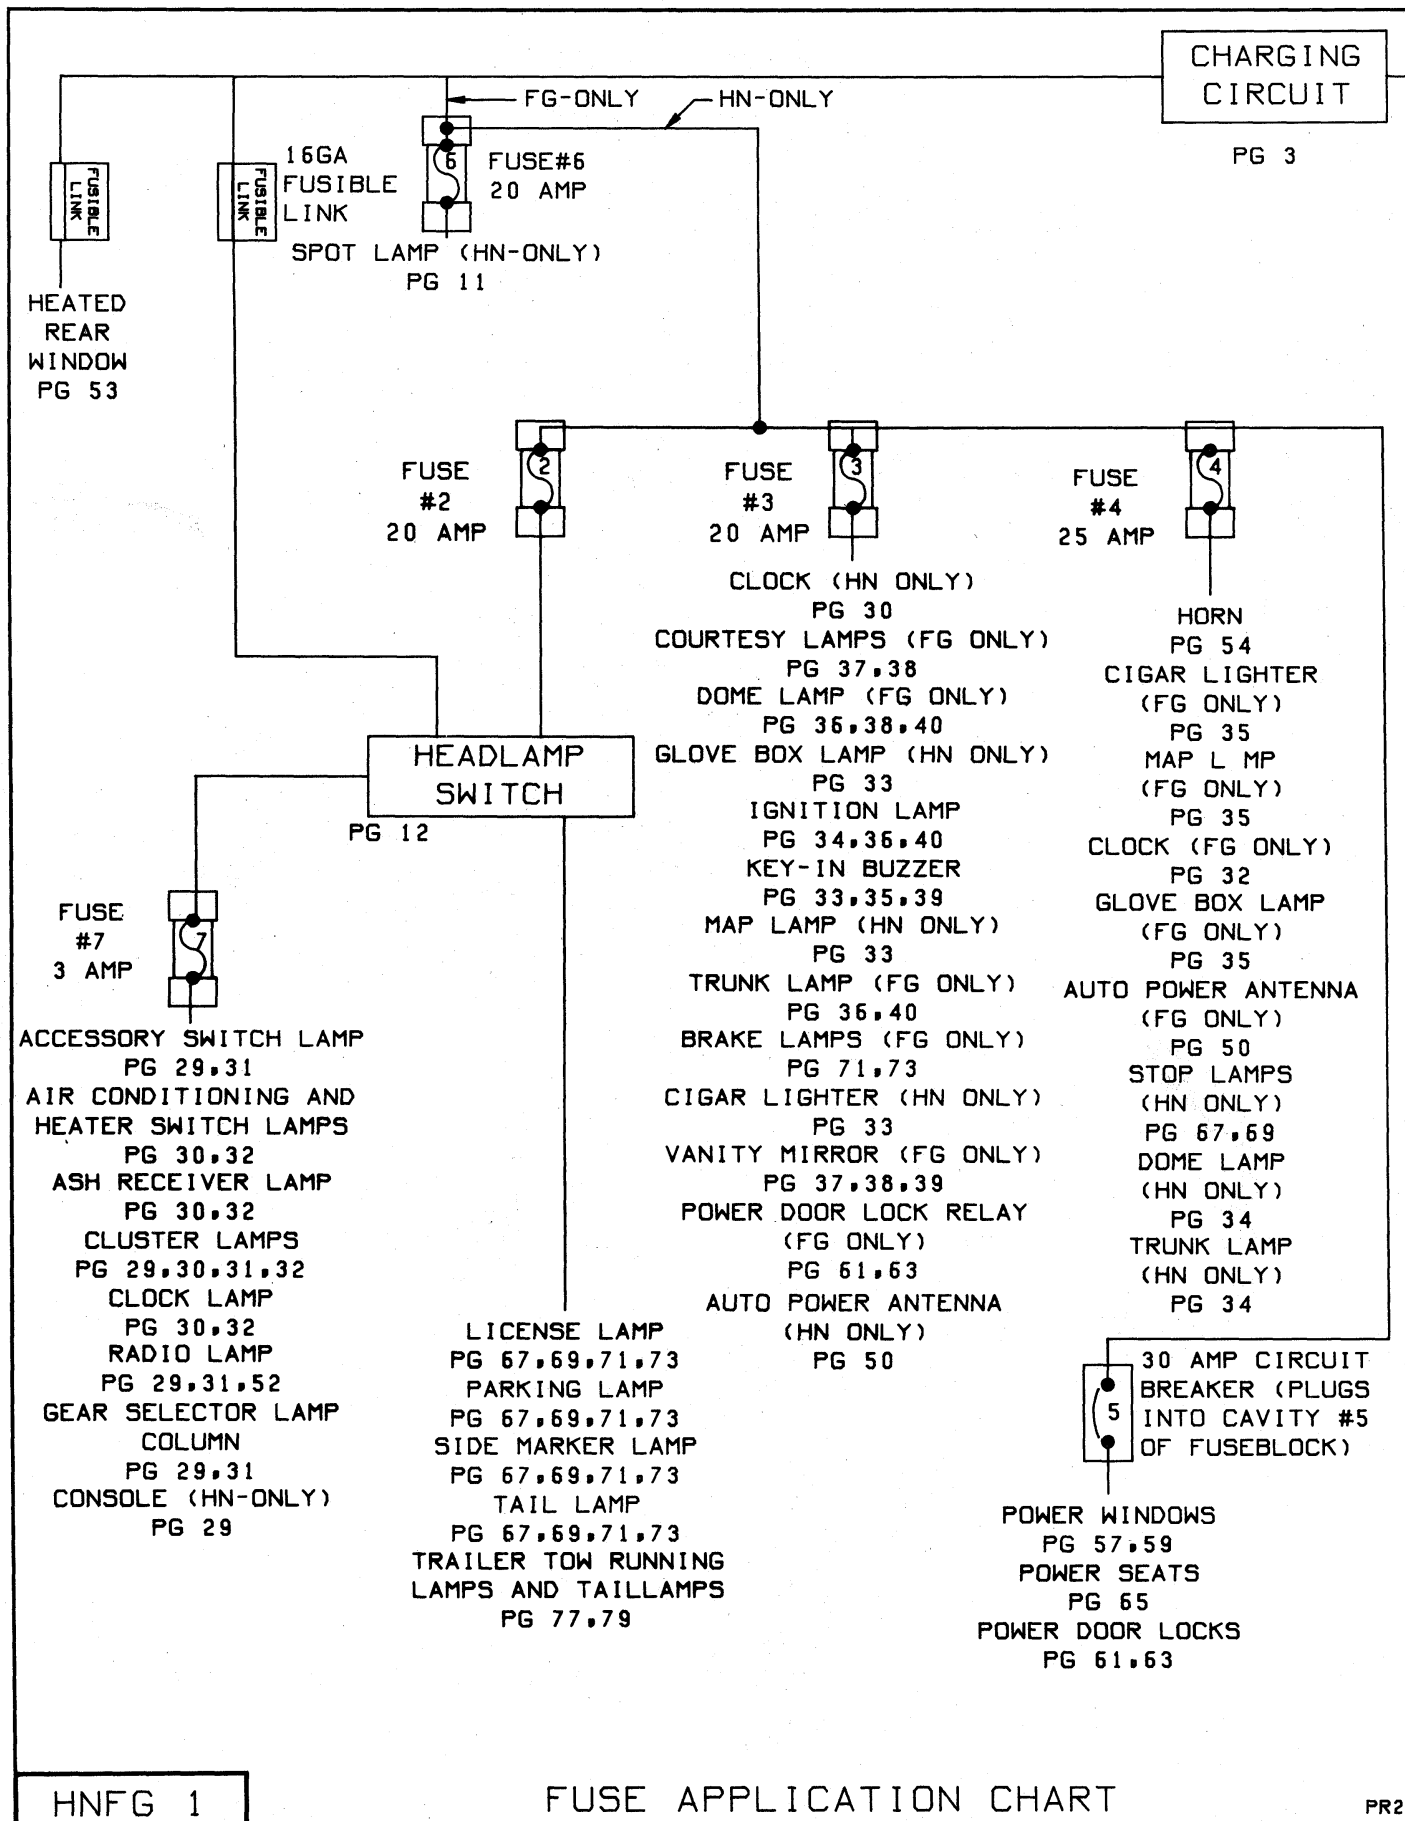 CHARGING
CIRCUIT
PG 3
FG-ONLY
HN-ONLY
FUSIBLE
LINK
FUSIBLE
LINK
16GA
FUSIBLE
LINK
6
FUSE#6
20 AMP
SPOT LAMP (HN-ONLY)
PG 11
HEATED
REAR
WINDOW
PG 53
FUSE
#2
20 AMP
2
FUSE
#3
20 AMP
3
FUSE
#4
25 AMP
4
HEADLAMP
SWITCH
PG 12
FUSE
#7
3 AMP
7
ACCESSORY SWITCH LAMP
PG 29,31
AIR CONDITIONING AND
HEATER SWITCH LAMPS
PG 30,32
ASH RECEIVER LAMP
PG 30,32
CLUSTER LAMPS
PG 29,30,31,32
CLOCK LAMP
PG 30,32
RADIO LAMP
PG 29,31,52
GEAR SELECTOR LAMP
COLUMN
PG 29,31
CONSOLE (HN-ONLY)
PG 29
LICENSE LAMP
PG 67,69,71,73
PARKING LAMP
PG 67,69,71,73
SIDE MARKER LAMP
PG 67,69,71,73
TAIL LAMP
PG 67,69,71,73
TRAILER TOW RUNNING
LAMPS AND TAILLAMPS
PG 77,79
CLOCK (HN ONLY)
PG 30
COURTESY LAMPS (FG ONLY)
PG 37,38
DOME LAMP (FG ONLY)
PG 36,38,40
GLOVE BOX LAMP (HN ONLY)
PG 33
IGNITION LAMP
PG 34,36,40
KEY-IN BUZZER
PG 33,35,39
MAP LAMP (HN ONLY)
PG 33
TRUNK LAMP (FG ONLY)
PG 36,40
BRAKE LAMPS (FG ONLY)
PG 71,73
CIGAR LIGHTER (HN ONLY)
PG 33
VANITY MIRROR (FG ONLY)
PG 37,38,39
POWER DOOR LOCK RELAY
(FG ONLY)
PG 61,63
AUTO POWER ANTENNA
(HN ONLY)
PG 50
HORN
PG 54
CIGAR LIGHTER
(FG ONLY)
PG 35
MAP L MP
(FG ONLY)
PG 35
CLOCK (FG ONLY)
PG 32
GLOVE BOX LAMP
(FG ONLY)
PG 35
AUTO POWER ANTENNA
(FG ONLY)
PG 50
STOP LAMPS
(HN ONLY)
PG 67,69
DOME LAMP
(HN ONLY)
PG 34
TRUNK LAMP
(HN ONLY)
PG 34
5
30 AMP CIRCUIT
BREAKER (PLUGS
INTO CAVITY #5
OF FUSEBLOCK)
POWER WINDOWS
PG 57,59
POWER SEATS
PG 65
POWER DOOR LOCKS
PG 61,63
HNFG 1
FUSE APPLICATION CHART
PR2